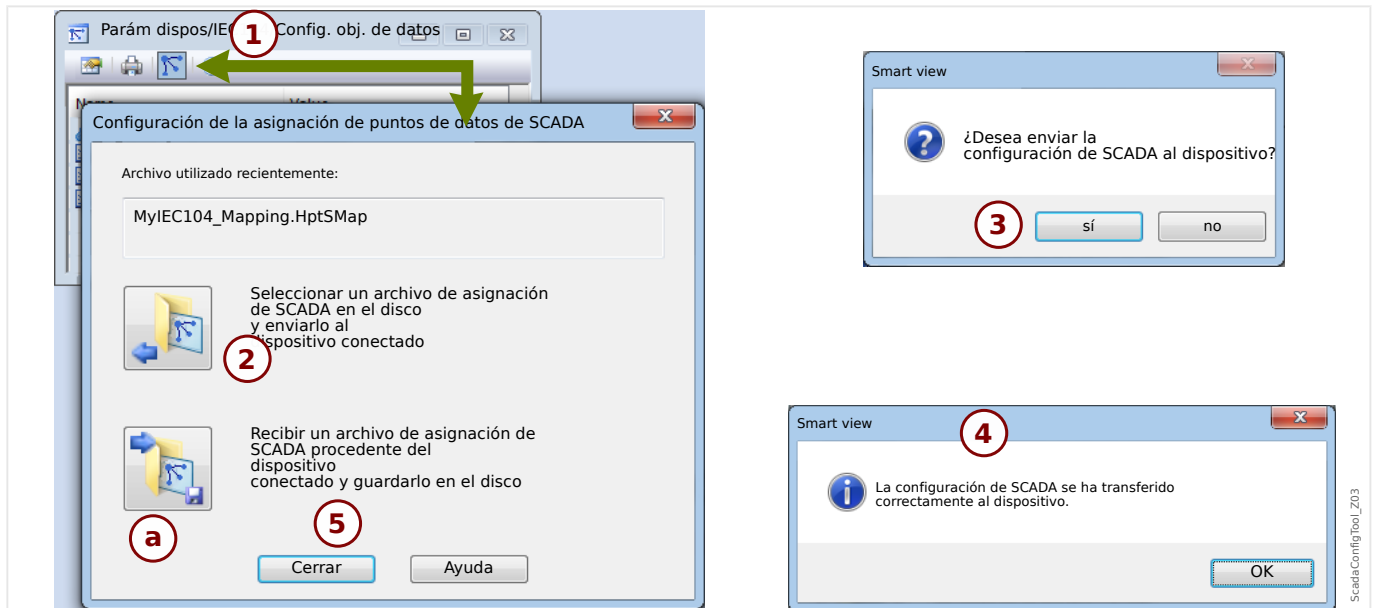 Parám dispos/IE
1
Config. obj. de datos
Name
Value
Configuración de la asignación de puntos de datos de SCADA
Archivo utilizado recientemente:
MyIEC104_Mapping.HptSMap
Seleccionar un archivo de asignación
de SCADA en el disco
y enviarlo al
dispositivo conectado
2
Recibir un archivo de asignación de
SCADA procedente del
dispositivo
conectado y guardarlo en el disco
a
5
Cerrar
Ayuda
Smart view
¿Desea enviar la
configuración de SCADA al dispositivo?
3
sí
no
Smart view
4
La configuración de SCADA se ha transferido
correctamente al dispositivo.
OK
ScadaConfigTool_Z03